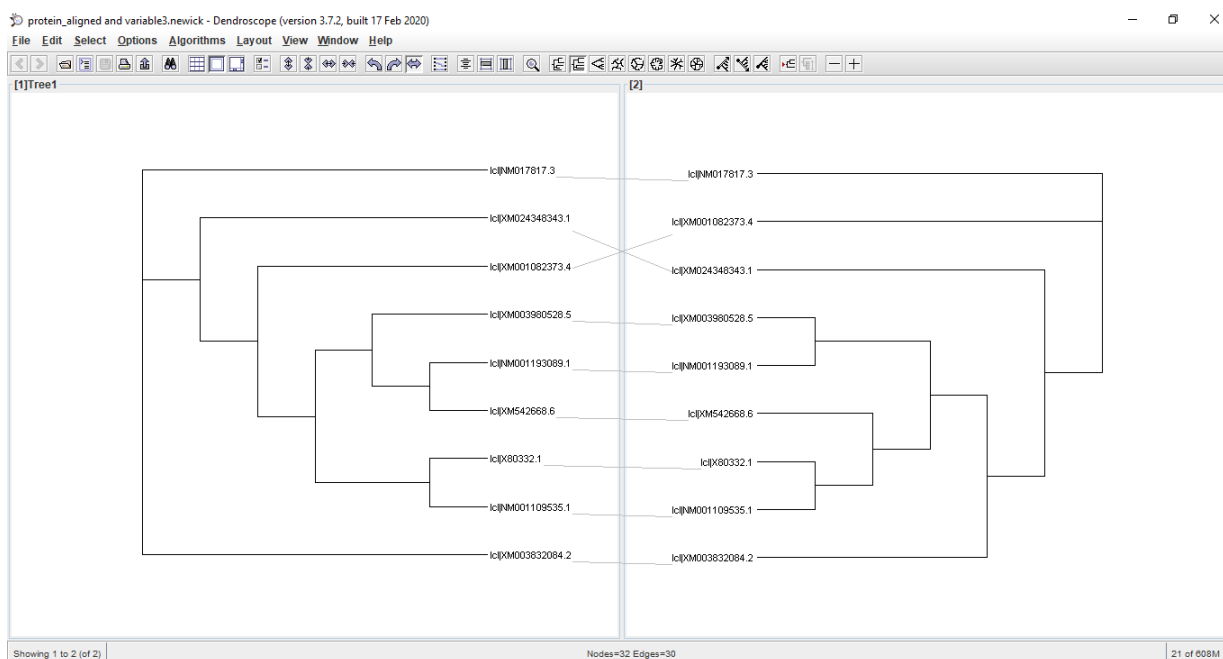 protein_aligned and variable3.newick - Dendroscope (version 3.7.2, built 17 Feb 2020)
File Edit Select Options Algorithms Layout View Window Help
[1]Tree1
lcl|NM017817.3
lcl|XM024348343.1
lcl|XM001082373.4
lcl|XM003980528.5
lcl|NM001193089.1
lcl|XM542668.6
lcl|X80332.1
lcl|NM001109535.1
lcl|XM003832084.2
[2]
lcl|NM017817.3
lcl|XM001082373.4
lcl|XM024348343.1
lcl|XM003980528.5
lcl|NM001193089.1
lcl|XM542668.6
lcl|X80332.1
lcl|NM001109535.1
lcl|XM003832084.2
Showing 1 to 2 (of 2)
Nodes=32 Edges=30
21 of 608M